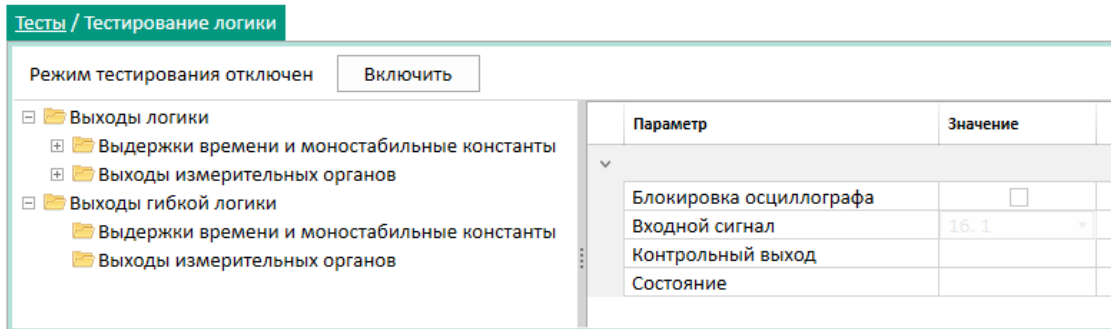 Тесты / Тестирование логики
Режим тестирования отключен Включить
Выходы логики
Выдержки времени и моностабильные константы
Выходы измерительных органов
Выходы гибкой логики
Выдержки времени и моностабильные константы
Выходы измерительных органов
Параметр Значение
Блокировка осциллографа
Входной сигнал 16. 1
Контрольный выход
Состояние